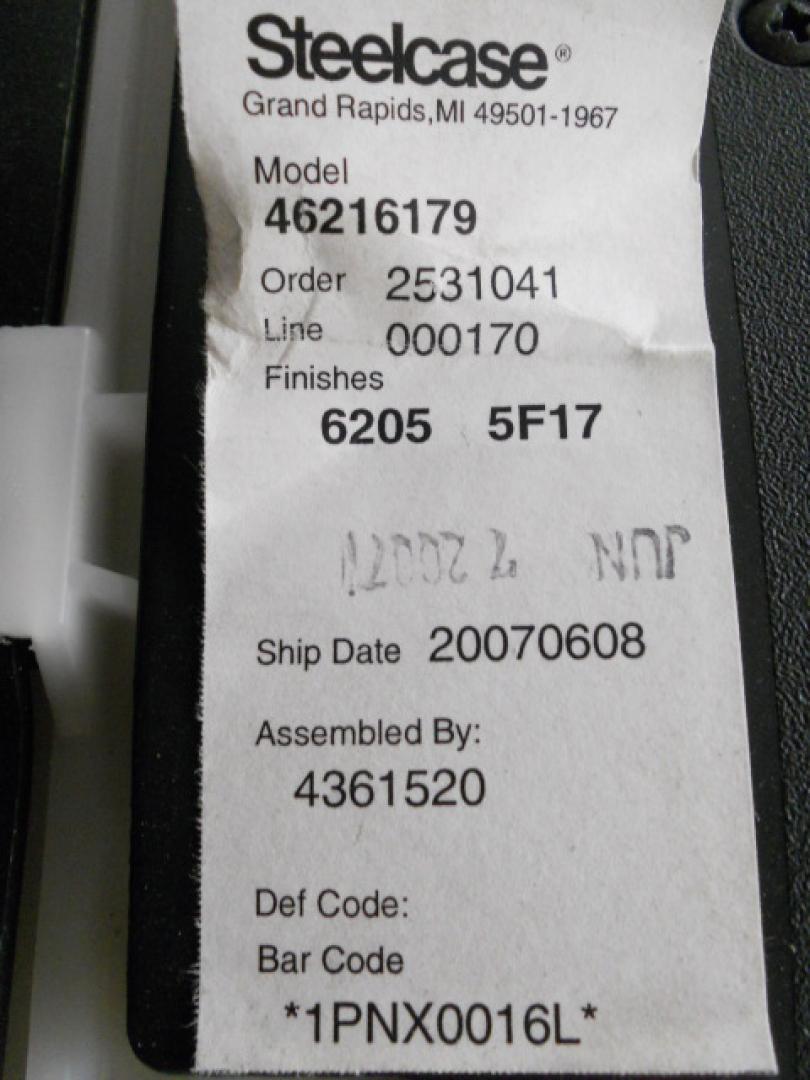 Steelcase®
Grand Rapids,MI 49501-1967
Model
46216179
Order 2531041
Line 000170
Finishes
6205 5F17
JUN 7 2007
Ship Date 20070608
Assembled By:
4361520
Def Code:
Bar Code
*1PNX0016L*